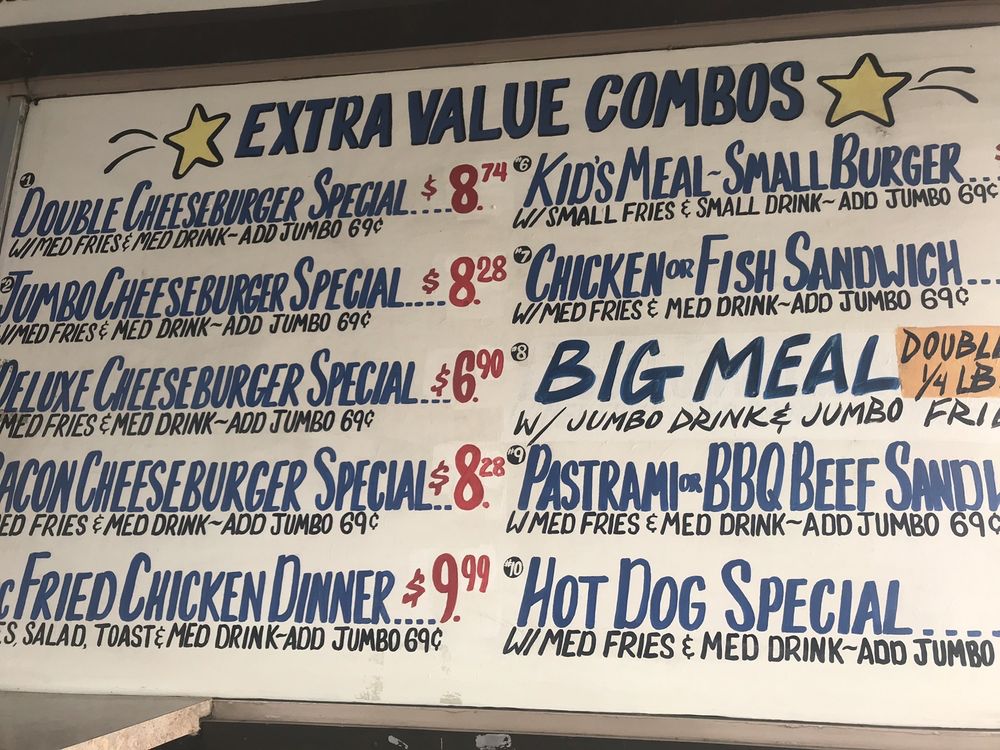 EXTRA VALUE COMBOS
#1
DOUBLE CHEESEBURGER SPECIAL....$8.74
W/MED FRIES & MED DRINK~ADD JUMBO 69¢
#2
JUMBO CHEESEBURGER SPECIAL....$8.28
W/MED FRIES & MED DRINK~ADD JUMBO 69¢
DELUXE CHEESEBURGER SPECIAL...$6.90
MED FRIES & MED DRINK~ADD JUMBO 69¢
ACON CHEESEBURGER SPECIAL..$8.28
ED FRIES & MED DRINK~ADD JUMBO 69¢
C FRIED CHICKEN DINNER....$9.99
ES, SALAD, TOAST & MED DRINK-ADD JUMBO 69¢
#6
KID'S MEAL~SMALL BURGER...
W/ SMALL FRIES & SMALL DRINK~ADD JUMBO 69¢
#7
CHICKEN OR FISH SANDWICH...
W/MED FRIES & MED DRINK~ADD JUMBO 69¢
#8
BIG MEAL DOUBL
1/4 LB
W/ JUMBO DRINK & JUMBO FRIE
#9
PASTRAMI OR BBQ BEEF SANDW
W/MED FRIES & MED DRINK~ADD JUMBO 69¢
#10
HOT DOG SPECIAL....
W/MED FRIES & MED DRINK~ADD JUMBO